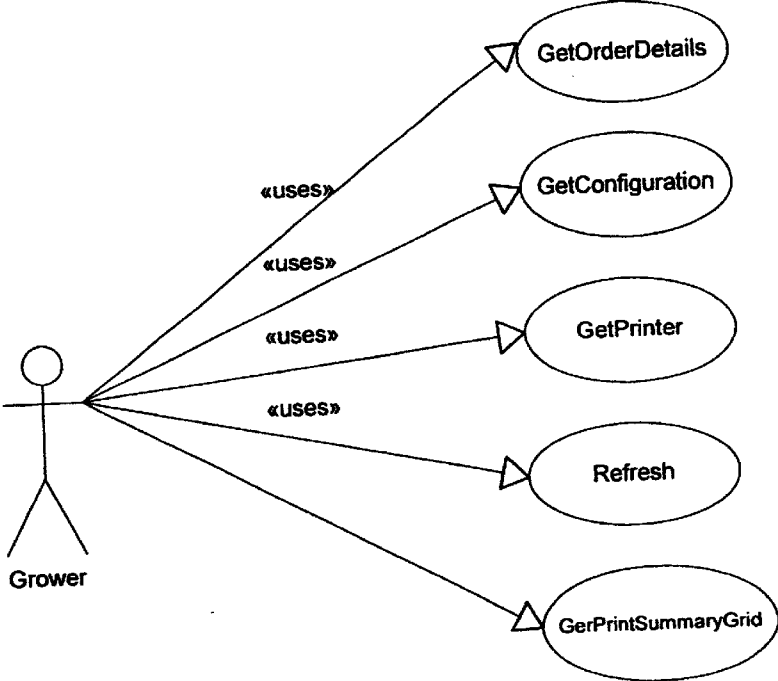 GetOrderDetails
«uses»
GetConfiguration
«uses»
GetPrinter
«uses»
«uses»
Refresh
Grower
GerPrintSummaryGrid